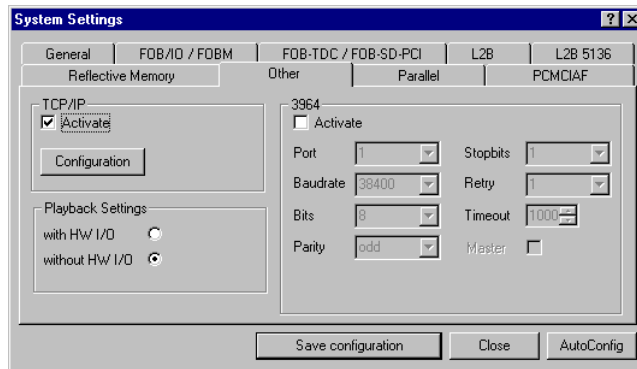 System Settings
General
FOB/IO / FOBM
FOB-TDC / FOB-SD-PCI
L2B
L2B 5136
Reflective Memory
Other
Parallel
PCMCIAF
TCP/IP
Activate
Configuration
Playback Settings
with HW I/O
without HW I/O
3964
Activate
Port
1
Stopbits
1
Baudrate
38400
Retry
1
Bits
8
Timeout
1000
Parity
odd
Master
Save configuration
Close
AutoConfig